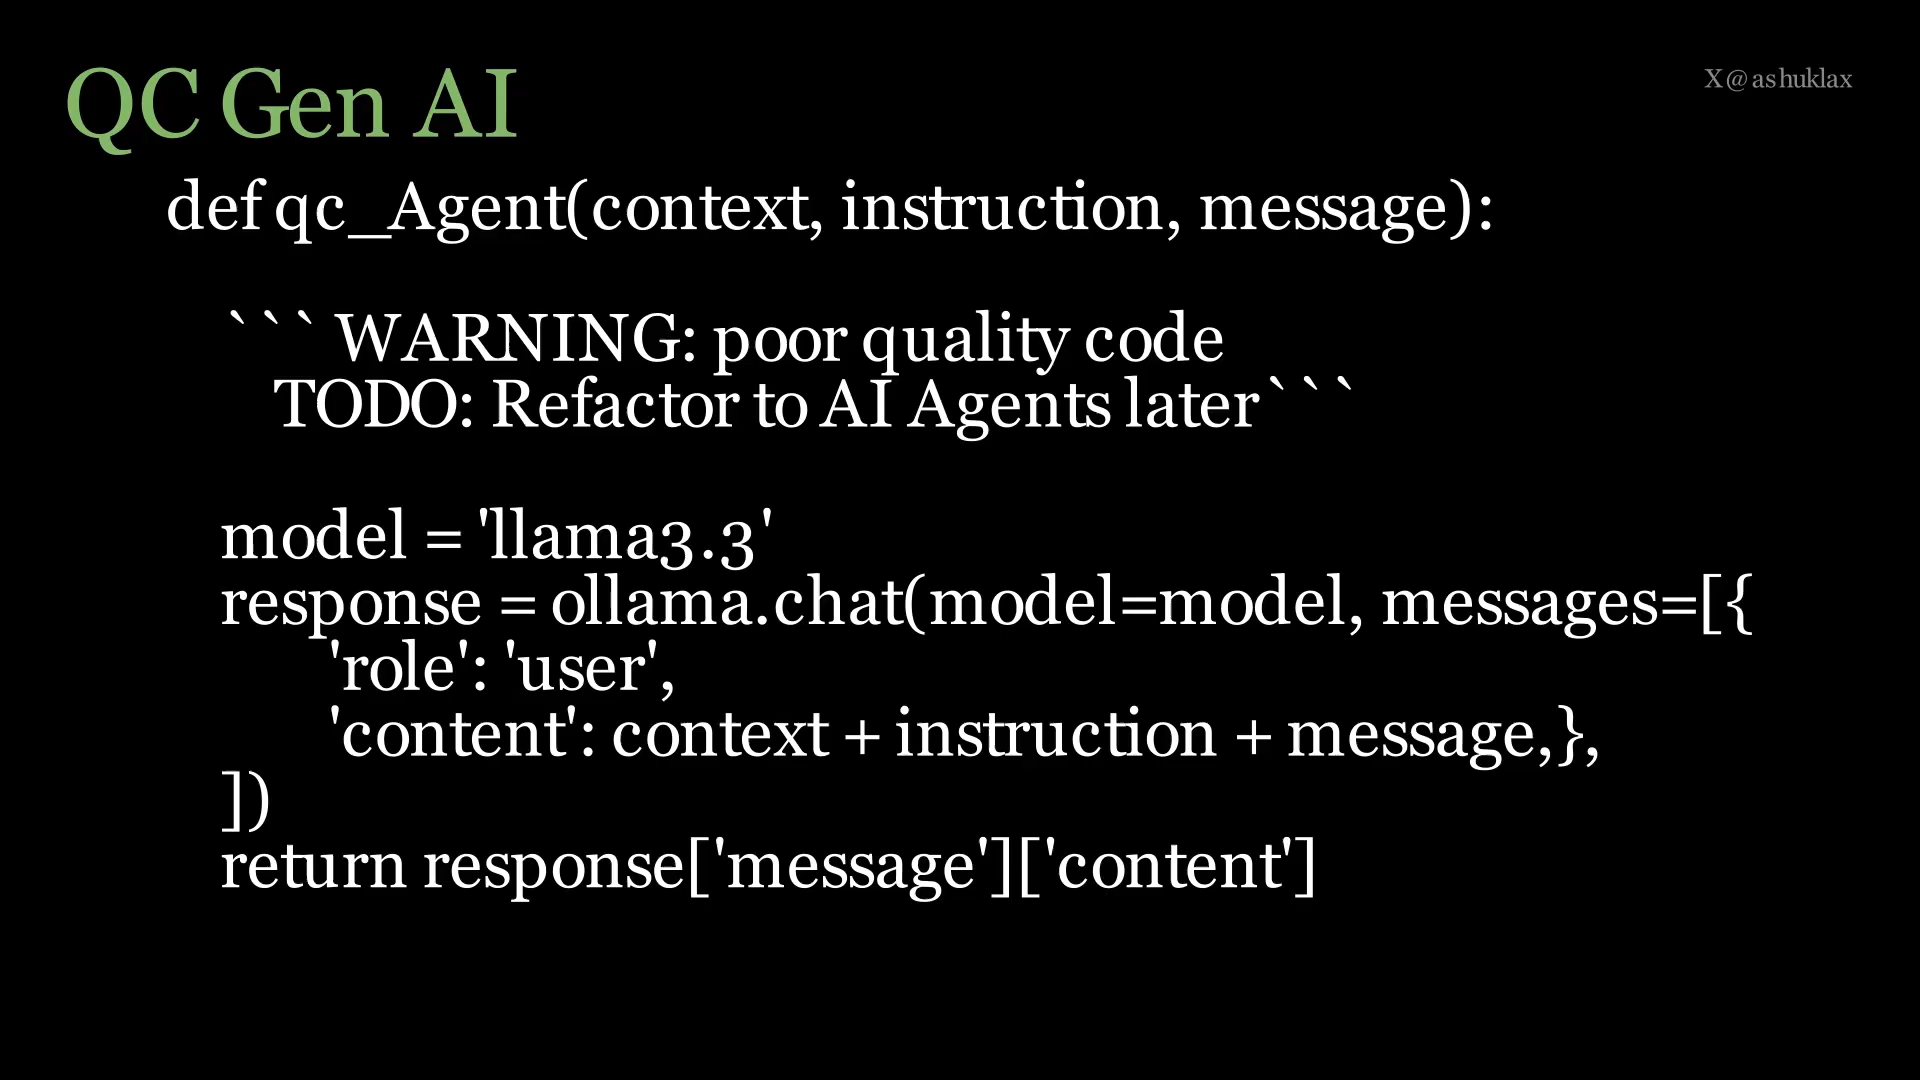 QC Gen AI
X@ashuklax
def qc_Agent(context, instruction, message):
``` WARNING: poor quality code
TODO: Refactor to AI Agents later```
model = 'llama3.3'
response = ollama.chat(model=model, messages=[{
'role': 'user',
'content': context + instruction + message,},
])
return response['message']['content']